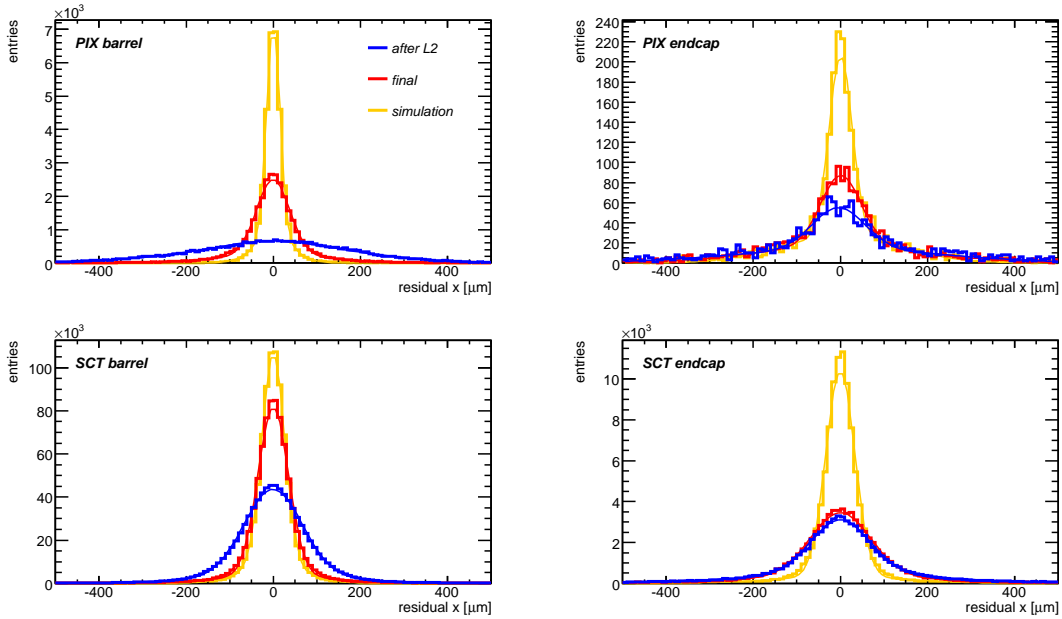 ×10³
PIX barrel
entries
7
6
5
4
3
2
1
0
-400 -200 0 200 400
residual x [μm]
after L2
final
simulation
PIX endcap
entries
240
220
200
180
160
140
120
100
80
60
40
20
0
-400 -200 0 200 400
residual x [μm]
×10³
SCT barrel
entries
100
80
60
40
20
0
-400 -200 0 200 400
residual x [μm]
×10³
SCT endcap
entries
10
8
6
4
2
0
-400 -200 0 200 400
residual x [μm]